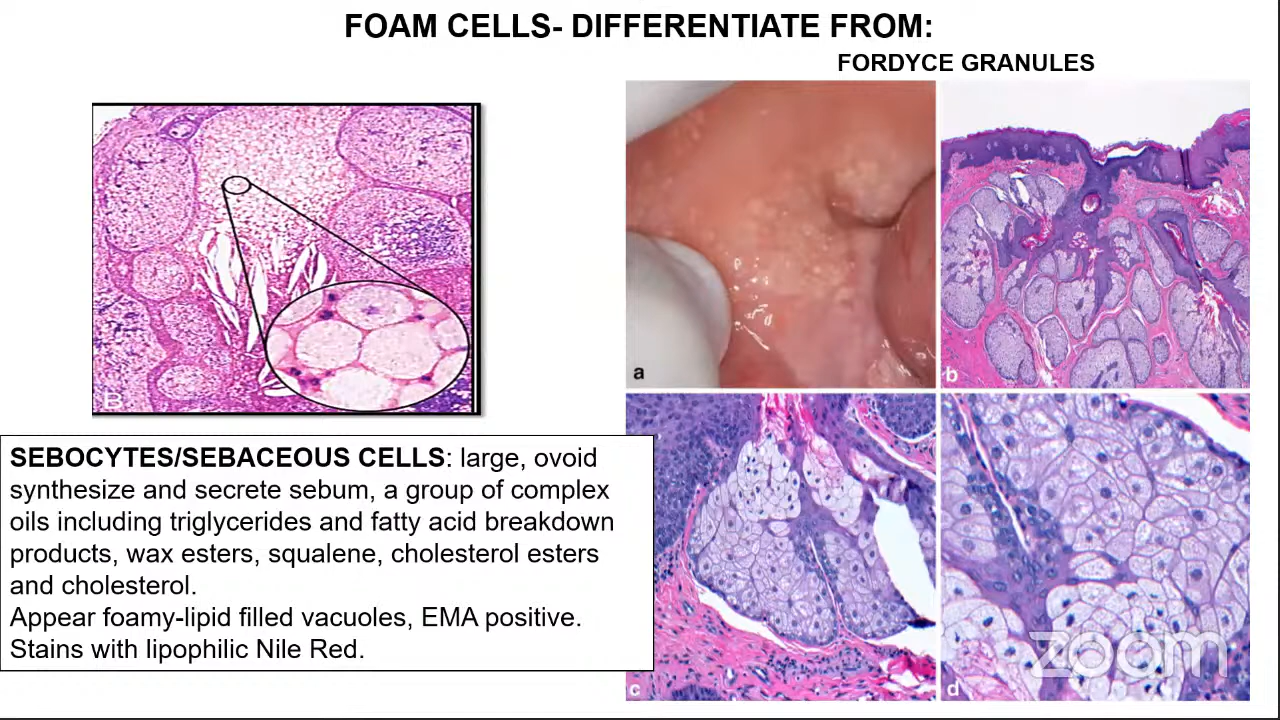 FOAM CELLS- DIFFERENTIATE FROM:
FORDYCE GRANULES
B
a
b
SEBOCYTES/SEBACEOUS CELLS: large, ovoid
synthesize and secrete sebum, a group of complex
oils including triglycerides and fatty acid breakdown
products, wax esters, squalene, cholesterol esters
and cholesterol.
Appear foamy-lipid filled vacuoles, EMA positive.
Stains with lipophilic Nile Red.
c
d
zoom